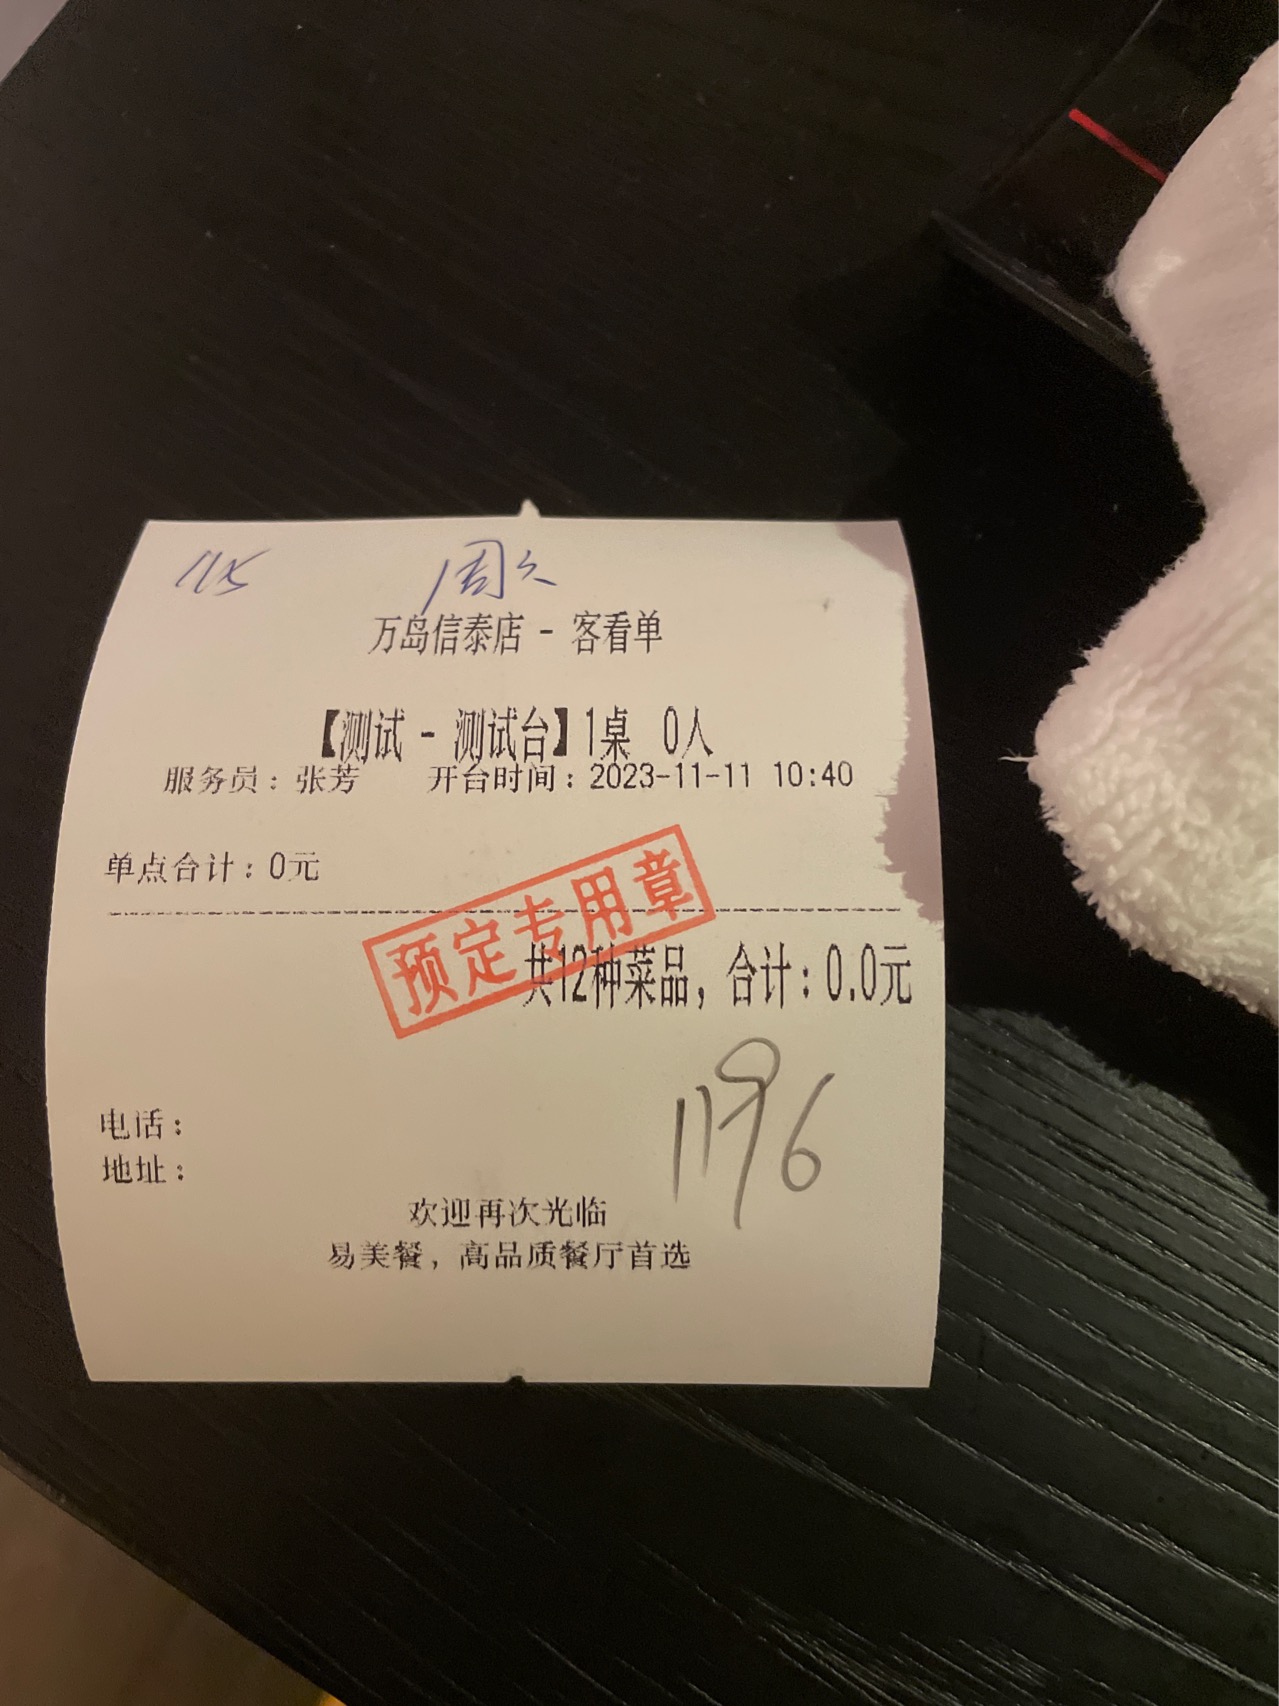 115 周久
万岛信泰店 - 客看单
【测试 - 测试台】1桌 0人
服务员：张芳 开台时间：2023-11-11 10:40
单点合计：0元
预定专用章
共12种菜品，合计：0.0元
1196
电话：
地址：
欢迎再次光临
易美餐，高品质餐厅首选